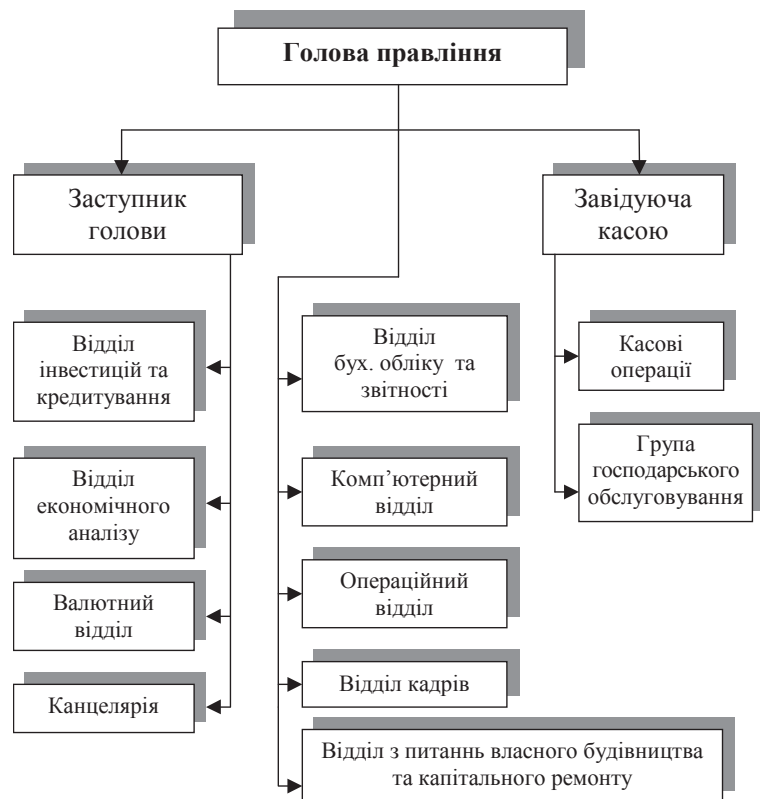 Голова правління
Заступник
голови
Завідуюча
касою
Відділ
інвестицій та
кредитування
Відділ
економічного
аналізу
Валютний
відділ
Канцелярія
Відділ
бух. обліку та
звітності
Комп’ютерний
відділ
Операційний
відділ
Відділ кадрів
Відділ з питаннь власного будівництва
та капітального ремонту
Касові
операції
Група
господарського
обслуговування